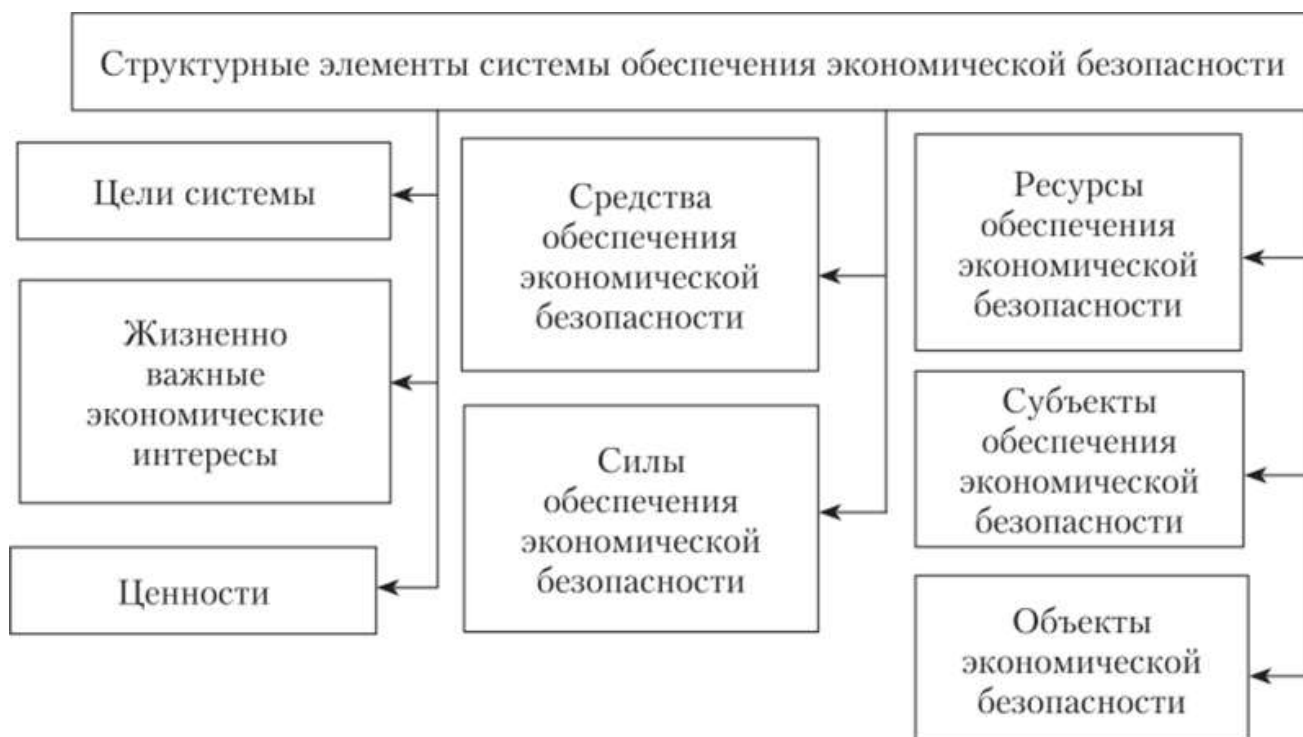 Структурные элементы системы обеспечения экономической безопасности
Цели системы
Жизненно
важные
экономические
интересы
Ценности
Средства
обеспечения
экономической
безопасности
Силы
обеспечения
экономической
безопасности
Ресурсы
обеспечения
экономической
безопасности
Субъекты
обеспечения
экономической
безопасности
Объекты
экономической
безопасности